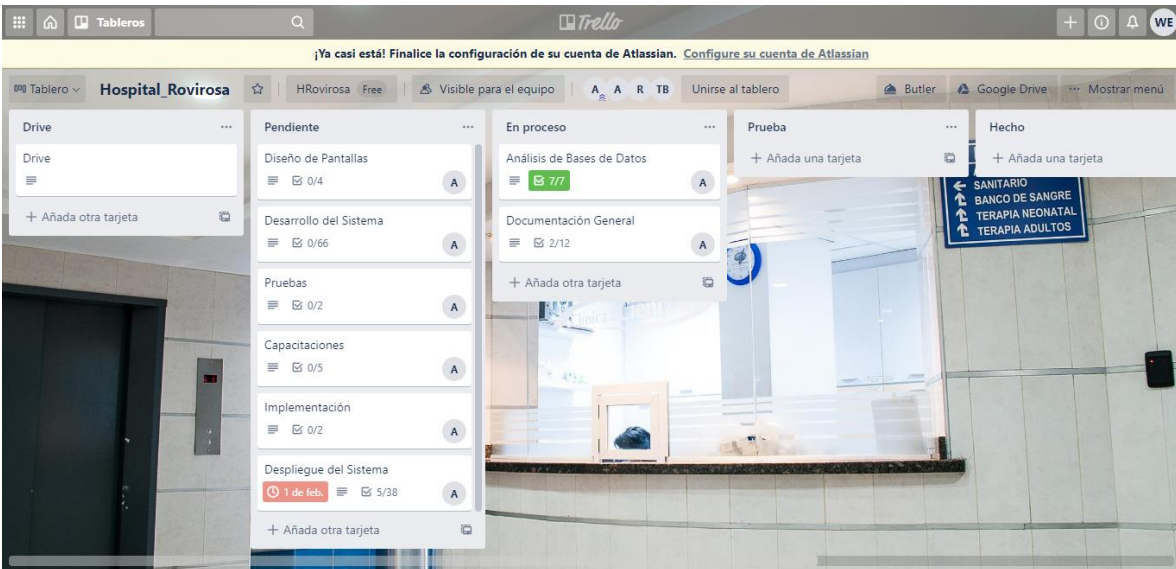 Tableros
Trello
WE
¡Ya casi está! Finalice la configuración de su cuenta de Atlassian. Configure su cuenta de Atlassian
Tablero
Hospital_Rovirosa
HRovirosa Free
Visible para el equipo
A A R TB
Unirse al tablero
Butler
Google Drive
Mostrar menú
Drive
Drive
+ Añada otra tarjeta
Pendiente
Diseño de Pantallas
0/4
A
Desarrollo del Sistema
0/66
A
Pruebas
0/2
A
Capacitaciones
0/5
A
Implementación
0/2
A
Despliegue del Sistema
1 de feb. 5/38
A
+ Añada otra tarjeta
En proceso
Análisis de Bases de Datos
7/7
A
Documentación General
2/12
A
+ Añada otra tarjeta
Prueba
+ Añada una tarjeta
Hecho
+ Añada una tarjeta
SANITARIO
BANCO DE SANGRE
TERAPIA NEONATAL
TERAPIA ADULTOS